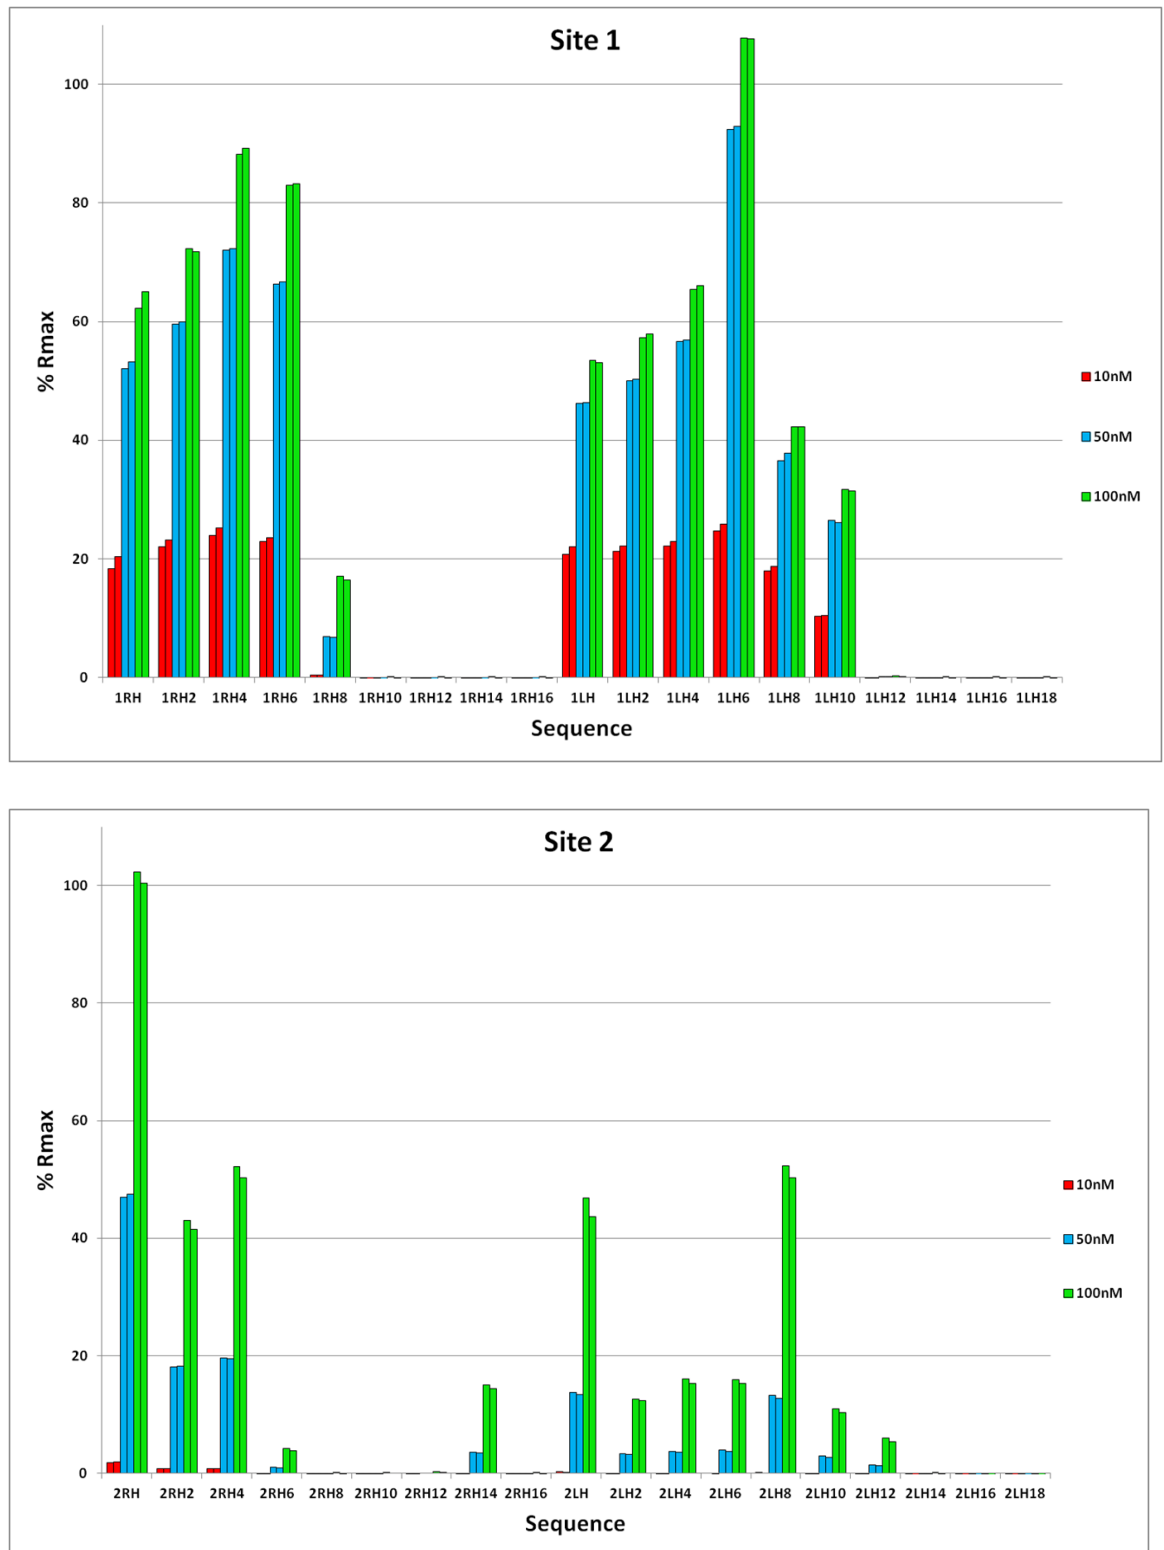 Site 1
100
80
60
40
20
0
% Rmax
1RH 1RH2 1RH4 1RH6 1RH8 1RH10 1RH12 1RH14 1RH16 1LH 1LH2 1LH4 1LH6 1LH8 1LH10 1LH12 1LH14 1LH16 1LH18
Sequence
10nM
50nM
100nM
Site 2
100
80
60
40
20
0
% Rmax
2RH 2RH2 2RH4 2RH6 2RH8 2RH10 2RH12 2RH14 2RH16 2LH 2LH2 2LH4 2LH6 2LH8 2LH10 2LH12 2LH14 2LH16 2LH18
Sequence
10nM
50nM
100nM